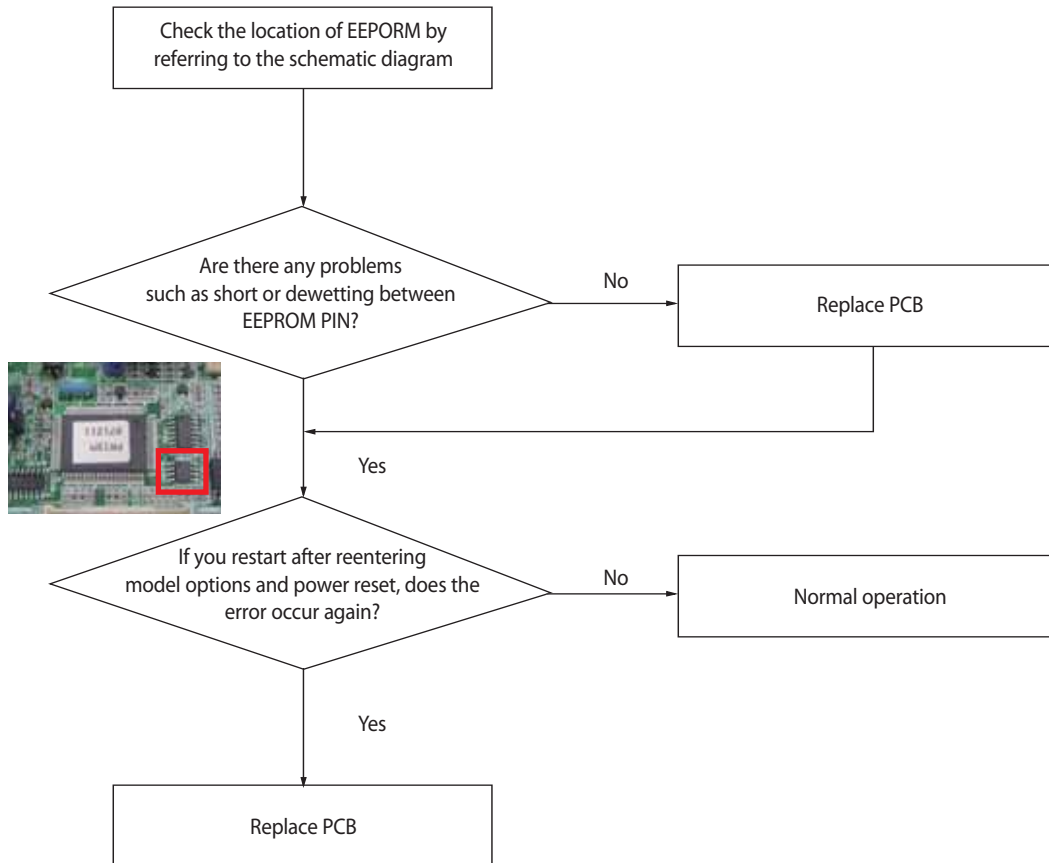 Check the location of EEPORM by
referring to the schematic diagram
Are there any problems
such as short or dewetting between
EEPROM PIN?
No
Replace PCB
Yes
If you restart after reentering
model options and power reset, does the
error occur again?
No
Normal operation
Yes
Replace PCB